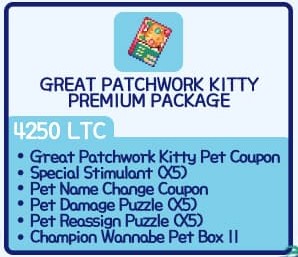 GREAT PATCHWORK KITTY
PREMIUM PACKAGE
4250 LTC
• Great Patchwork Kitty Pet Coupon
• Special Stimulant (X5)
• Pet Name Change Coupon
• Pet Damage Puzzle (X5)
• Pet Reassign Puzzle (X5)
• Champion Wannabe Pet Box II